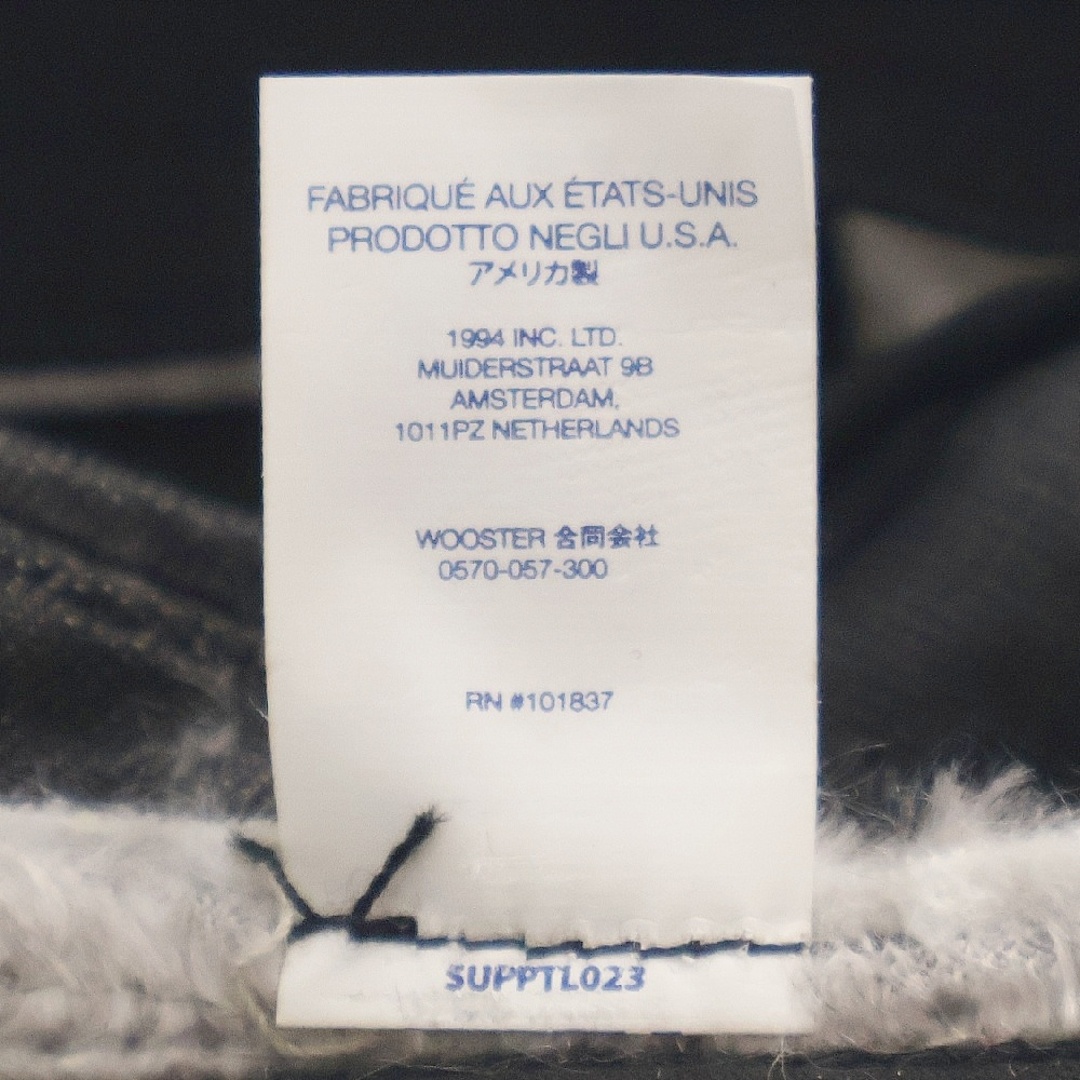 FABRIQUÉ AUX ÉTATS-UNIS
PRODOTTO NEGLI U.S.A.
アメリカ製
1994 INC. LTD.
MUIDERSTRAAT 9B
AMSTERDAM,
1011PZ NETHERLANDS
WOOSTER 合同会社
0570-057-300
RN #101837
SUPPTL023